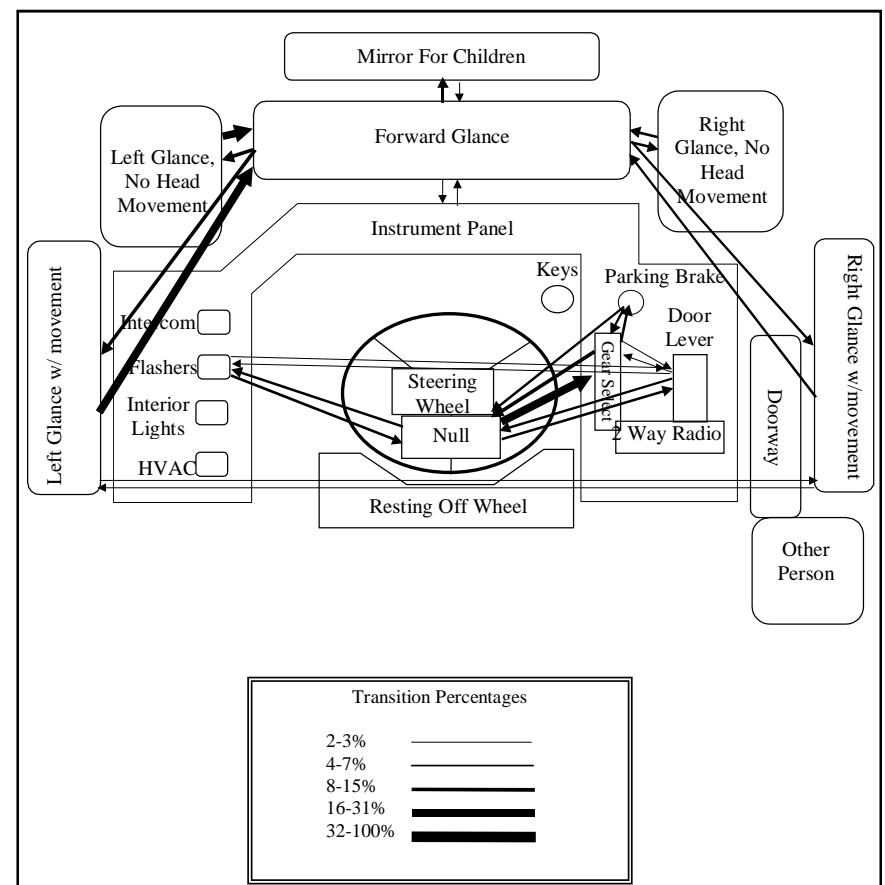 Mirror For Children
Forward Glance
Left Glance,
No Head
Movement
Right
Glance, No
Head
Movement
Instrument Panel
Left Glance w/ movement
Right Glance w/movement
Keys
Parking Brake
Door
Lever
Intercom
Flashers
Interior
Lights
HVAC
Gear Select
Steering
Wheel
Null
2 Way Radio
Doorway
Resting Off Wheel
Other
Person
Transition Percentages
2-3%
4-7%
8-15%
16-31%
32-100%